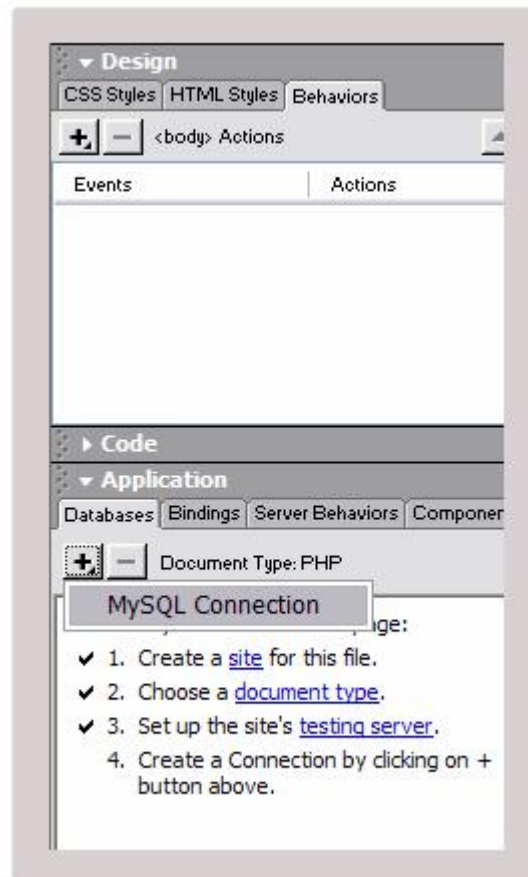 Design
CSS Styles HTML Styles Behaviors
+ − <body> Actions
Events Actions
Code
Application
Databases Bindings Server Behaviors Componen
+ − Document Type: PHP
MySQL Connection
page:
✔ 1. Create a site for this file.
✔ 2. Choose a document type.
✔ 3. Set up the site's testing server.
4. Create a Connection by clicking on +
button above.